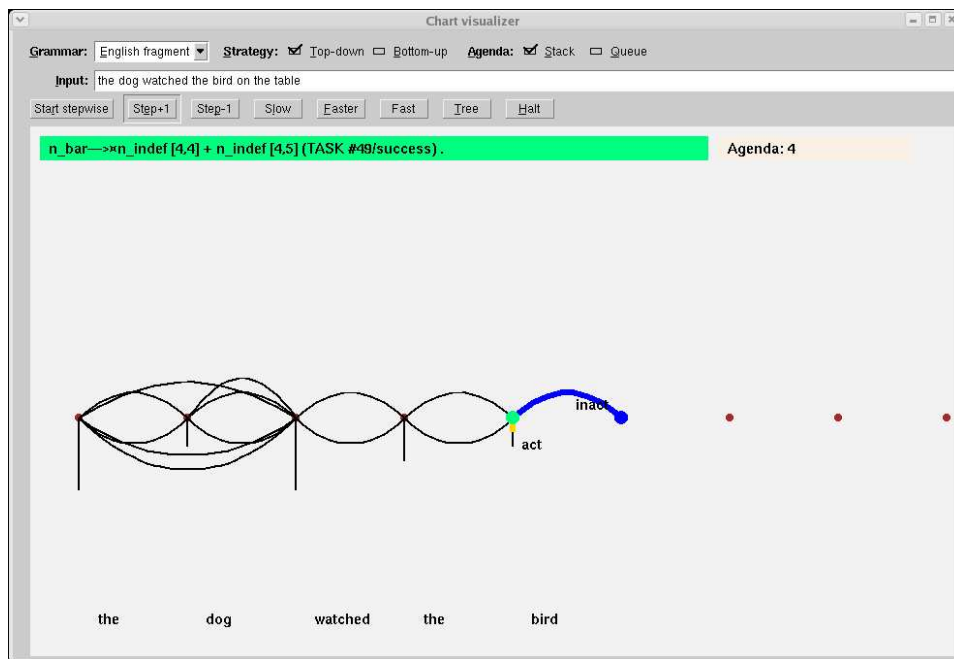 Chart visualizer
Grammar: English fragment Strategy: Top-down Bottom-up Agenda: Stack Queue
Input: the dog watched the bird on the table
Start stepwise Step+1 Step-1 Slow Faster Fast Tree Halt
n_bar--->×n_indef [4,4] + n_indef [4,5] (TASK #49/success) . Agenda: 4
inact
act
the dog watched the bird